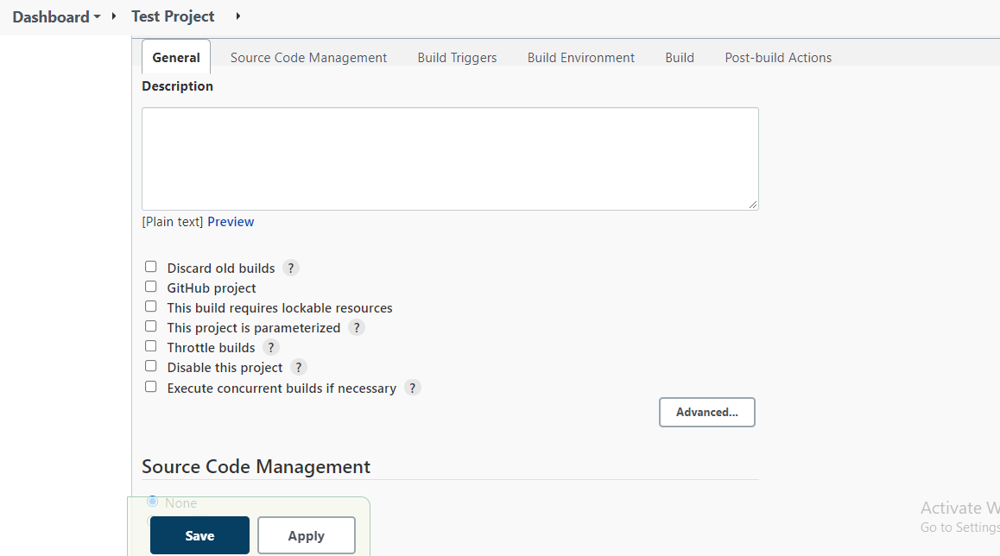 Dashboard Test Project
General Source Code Management Build Triggers Build Environment Build Post-build Actions
Description
[Plain text] Preview
Discard old builds ?
GitHub project
This build requires lockable resources
This project is parameterized ?
Throttle builds ?
Disable this project ?
Execute concurrent builds if necessary ?
Advanced...
Source Code Management
None
Save Apply
Activate W
Go to Settings